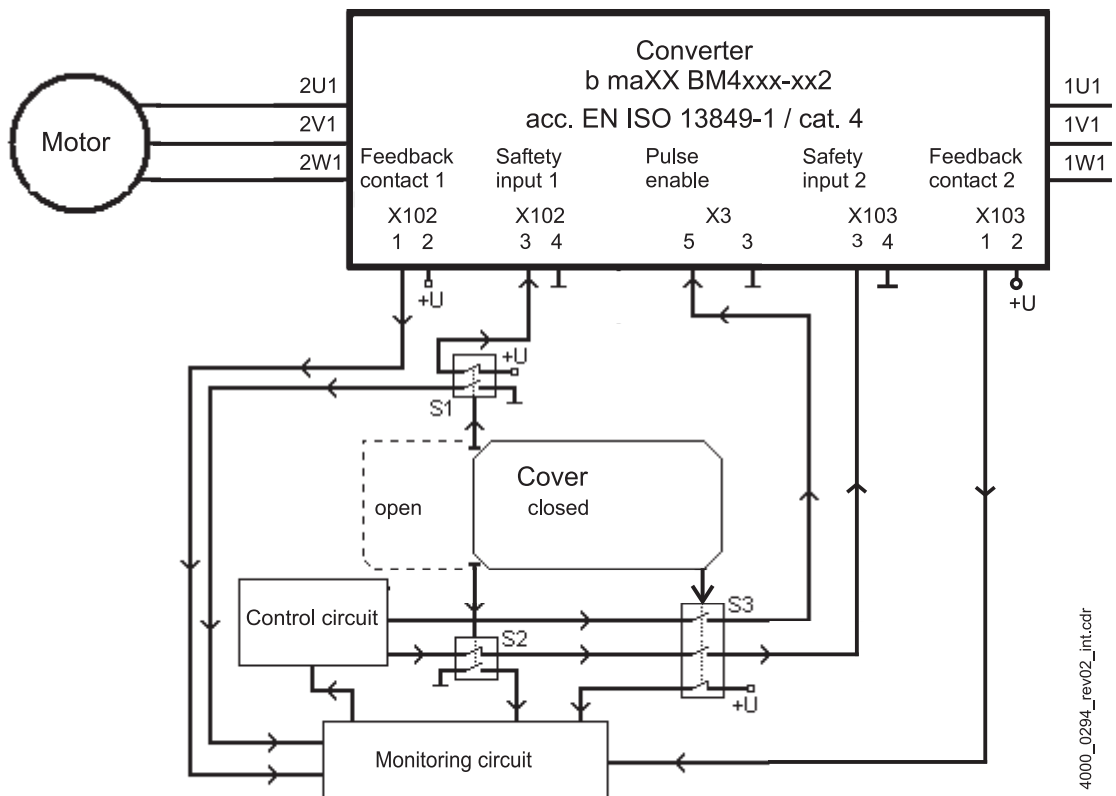 Converter
b maXX BM4xxx-xx2
acc. EN ISO 13849-1 / cat. 4
Motor
2U1
2V1
2W1
1U1
1V1
1W1
Feedback
contact 1
Saftety
input 1
Pulse
enable
Safety
input 2
Feedback
contact 2
X102
X102
X3
X103
X103
1 2
3 4
5 3
3 4
1 2
+U
+U
+U
S1
Cover
open
closed
Control circuit
S2
S3
+U
Monitoring circuit
4000_0294_rev02_int.cdr